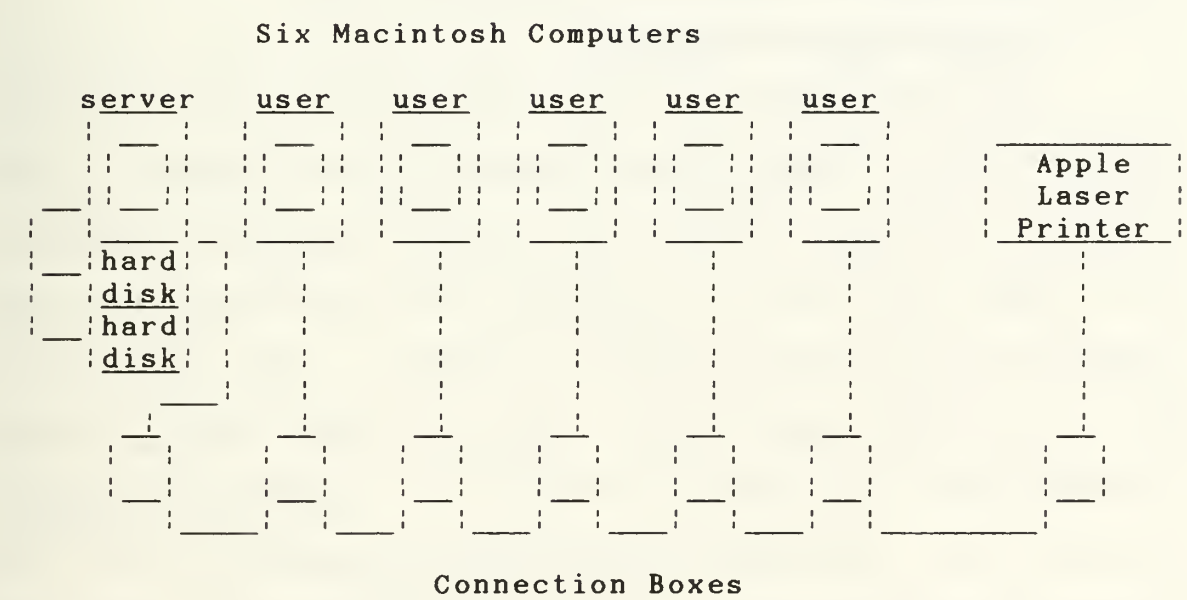 Six Macintosh Computers
server user user user user user
Apple
Laser
Printer
hard
disk
hard
disk
Connection Boxes